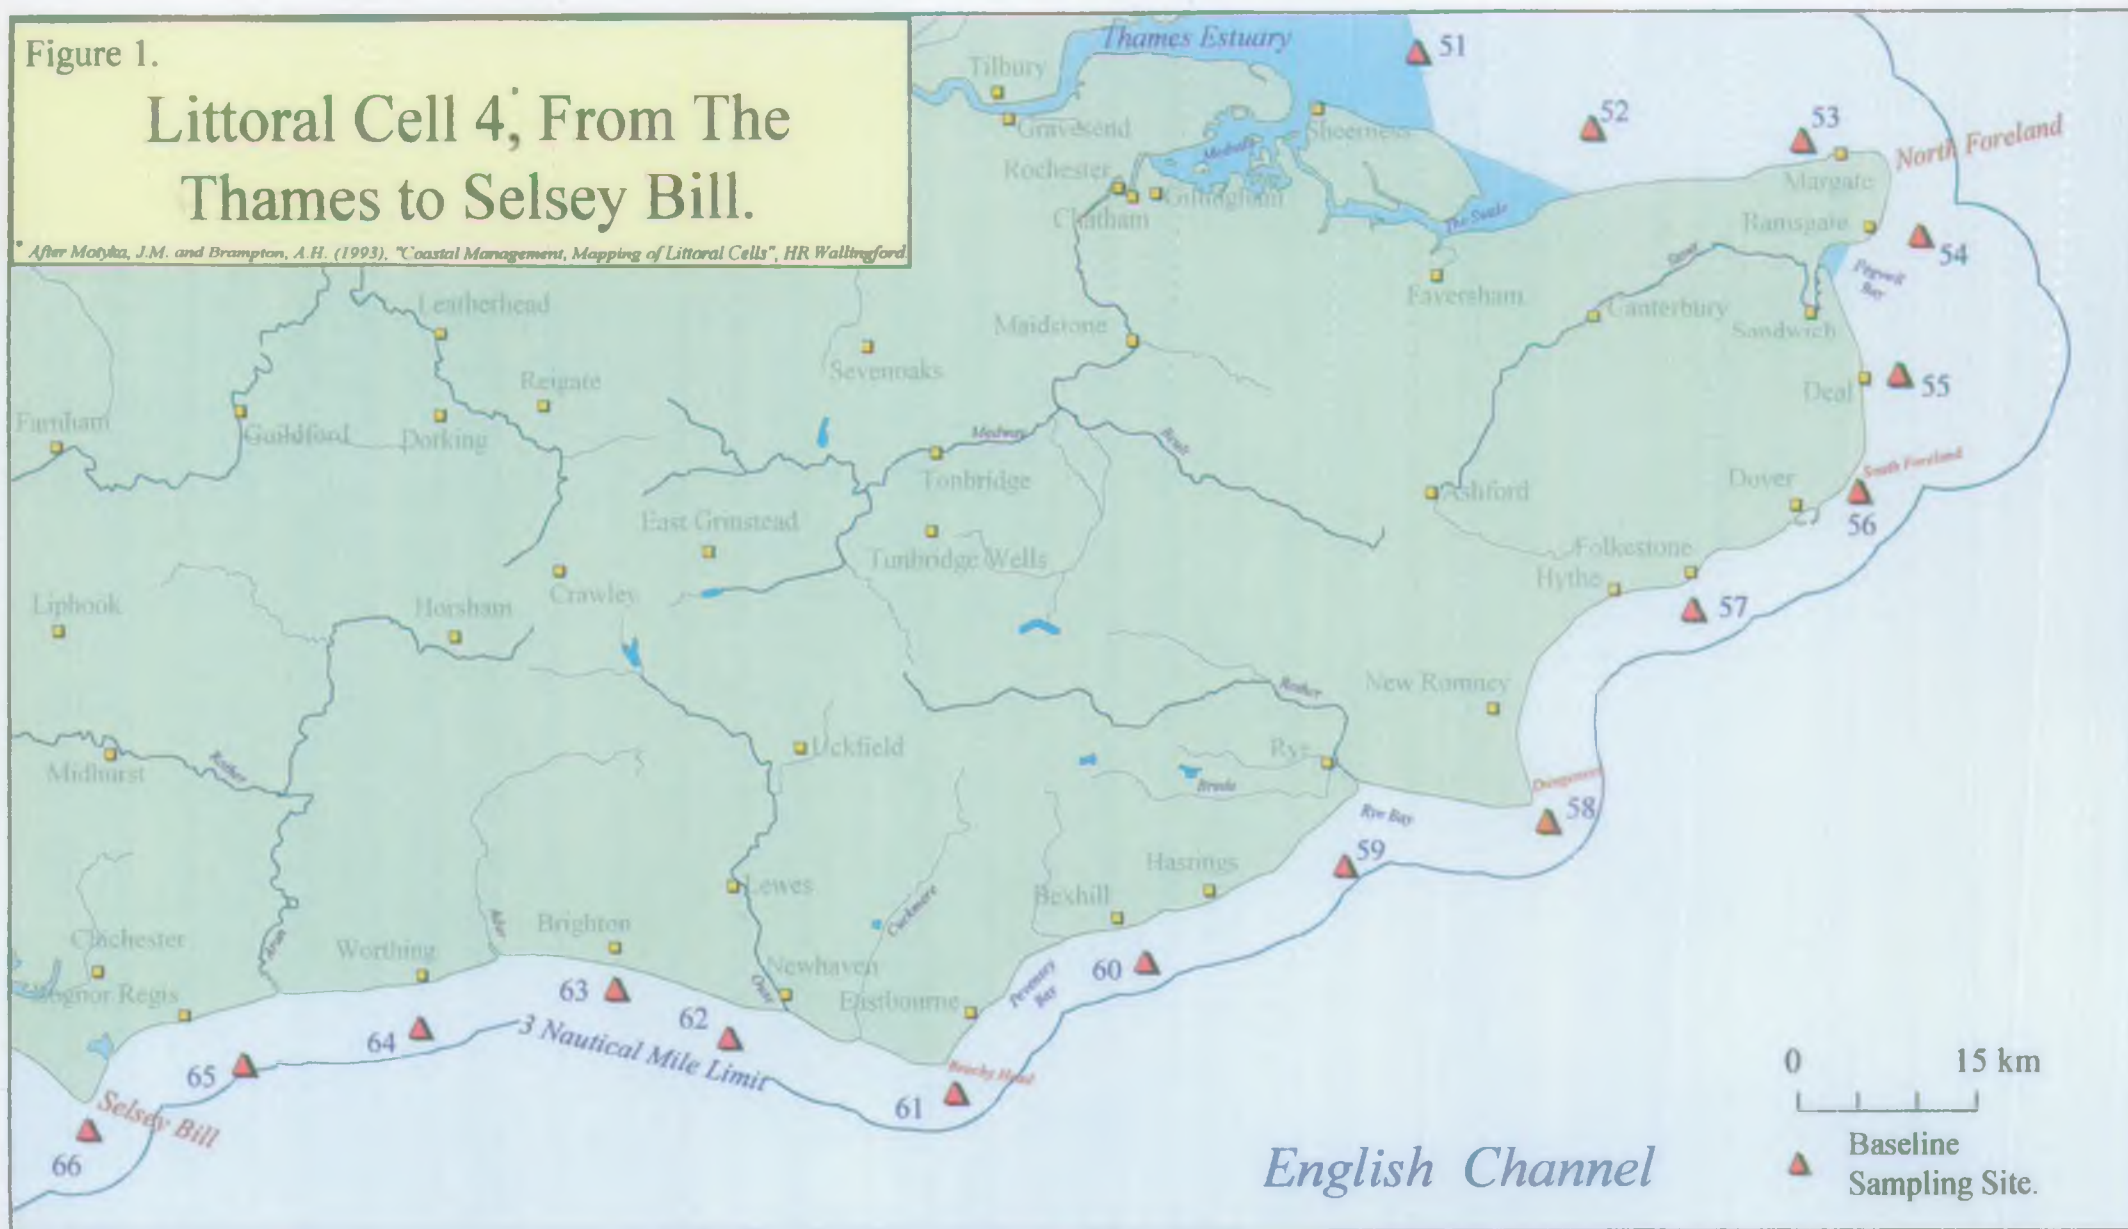 Figure 1.
Littoral Cell 4*, From The
Thames to Selsey Bill.
* After Motyka, J.M. and Brampton, A.H. (1993), "Coastal Management, Mapping of Littoral Cells", HR Wallingford.
Thames Estuary
51
Tilbury
Gravesend
Sheerness
52
53
North Foreland
Rochester
Medway
Gillingham
Chatham
The Swale
Margate
Ramsgate
54
Pegwell
Bay
Stour
Faversham
Canterbury
Sandwich
Leatherhead
Maidstone
Sevenoaks
Reigate
Deal
55
Farnham
Guildford
Dorking
Medway
Beult
Tonbridge
Ashford
Dover
South Foreland
56
East Grinstead
Tunbridge Wells
Folkestone
Hythe
57
Liphook
Horsham
Crawley
New Romney
Rother
Uckfield
Rye
Midhurst
Rother
Brede
Dungeness
58
Rye Bay
59
Hastings
Bexhill
Lewes
Cuckmere
Chichester
Arun
Worthing
Adur
Brighton
Newhaven
Ouse
Eastbourne
Pevensey
Bay
60
Bognor Regis
63
62
64
3 Nautical Mile Limit
65
Beachy Head
61
Selsey Bill
66
English Channel
0 15 km
Baseline
Sampling Site.